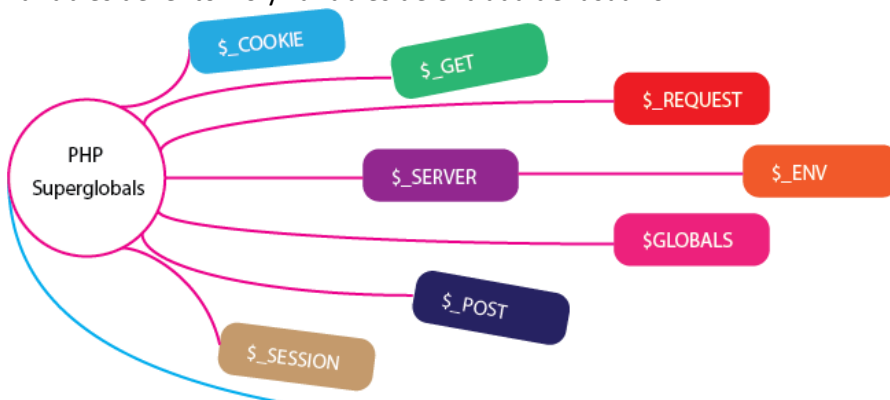 $_COOKIE
$_GET
$_REQUEST
PHP
Superglobals
$_SERVER
$_ENV
$GLOBALS
$_POST
$_SESSION